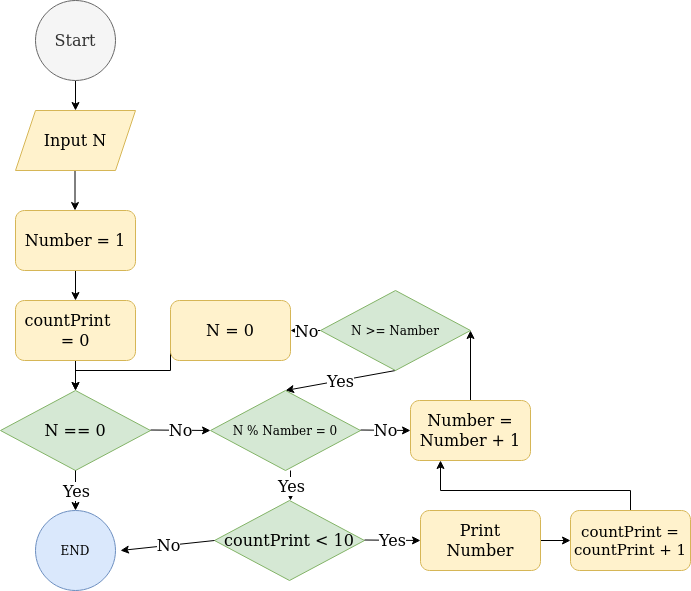 Start
Input N
Number = 1
countPrint
= 0
N = 0
No
N >= Namber
Yes
N == 0
No
N % Namber = 0
No
Number =
Number + 1
Yes
Yes
END
No
countPrint < 10
Yes
Print
Number
countPrint =
countPrint + 1